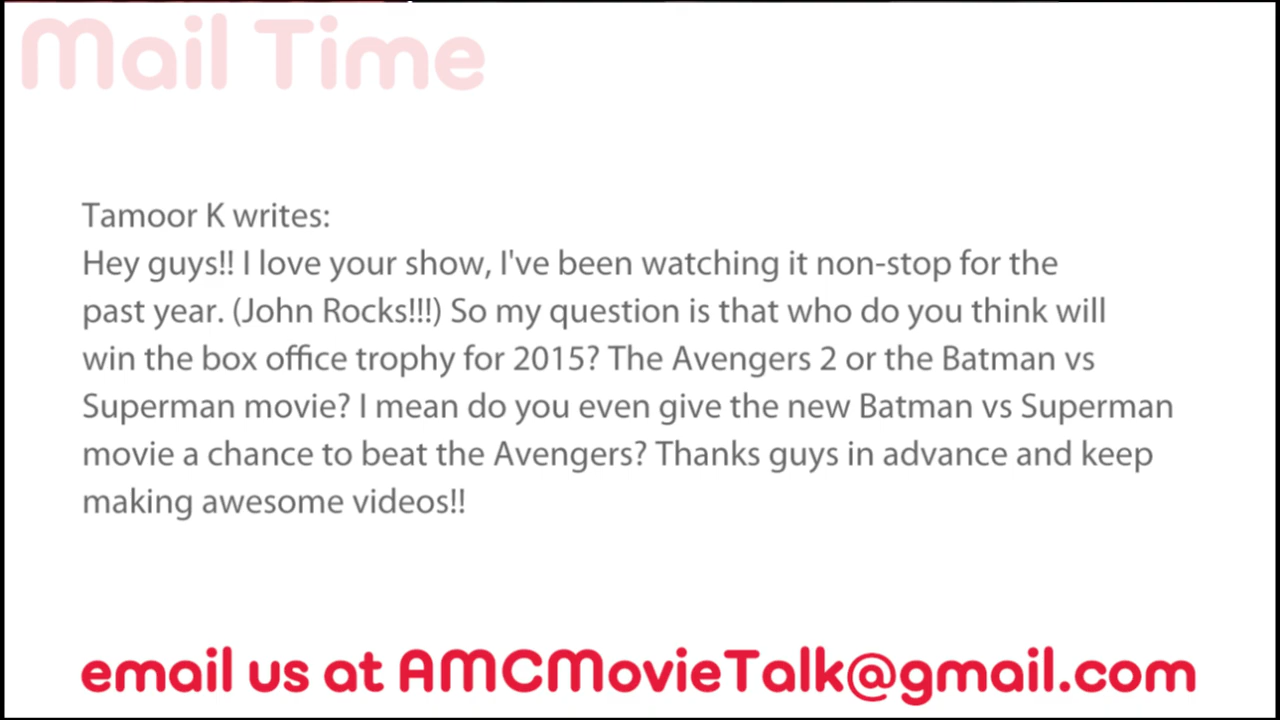 Mail Time
Tamoor K writes:
Hey guys!! I love your show, I've been watching it non-stop for the
past year. (John Rocks!!!) So my question is that who do you think will
win the box office trophy for 2015? The Avengers 2 or the Batman vs
Superman movie? I mean do you even give the new Batman vs Superman
movie a chance to beat the Avengers? Thanks guys in advance and keep
making awesome videos!!
email us at AMCMovieTalk@gmail.com